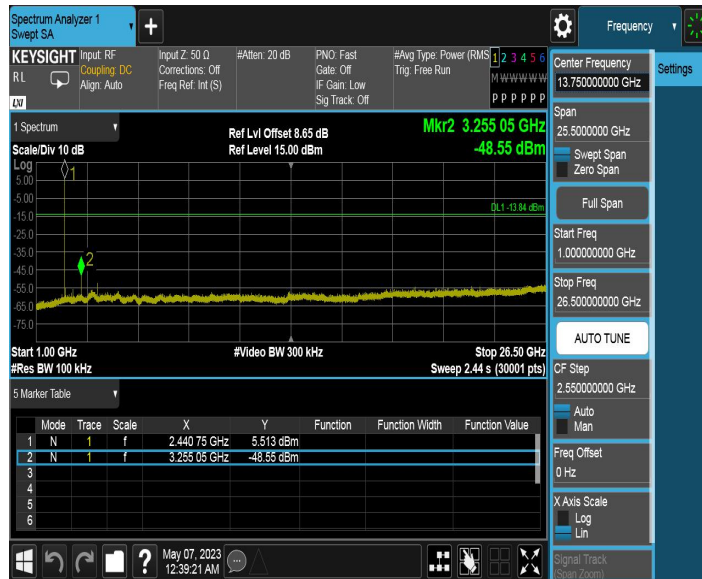 Spectrum Analyzer 1
Swept SA
+
Frequency
KEYSIGHT
RL
LXI
Input: RF
Coupling: DC
Align: Auto
Input Z: 50 Ω
Corrections: Off
Freq Ref: Int (S)
#Atten: 20 dB
PNO: Fast
Gate: Off
IF Gain: Low
Sig Track: Off
#Avg Type: Power (RMS
Trig: Free Run
1 2 3 4 5 6
M W W W W W
P P P P P P
1 Spectrum
Scale/Div 10 dB
Ref Lvl Offset 8.65 dB
Ref Level 15.00 dBm
Mkr2 3.255 05 GHz
-48.55 dBm
Log
5.00
-5.00
-15.0
-25.0
-35.0
-45.0
-55.0
-65.0
-75.0
1
2
DL1 -13.84 dBm
Start 1.00 GHz
#Res BW 100 kHz
#Video BW 300 kHz
Stop 26.50 GHz
Sweep 2.44 s (30001 pts)
5 Marker Table
Mode Trace Scale X Y Function Function Width Function Value
1 N 1 f 2.440 75 GHz 5.513 dBm
2 N 1 f 3.255 05 GHz -48.55 dBm
3
4
5
6
?
May 07, 2023
12:39:21 AM
Center Frequency
13.750000000 GHz
Span
25.5000000 GHz
Swept Span
Zero Span
Full Span
Start Freq
1.00000000 GHz
Stop Freq
26.500000000 GHz
AUTO TUNE
CF Step
2.550000000 GHz
Auto
Man
Freq Offset
0 Hz
X Axis Scale
Log
Lin
Signal Track
(Span Zoom)
Settings